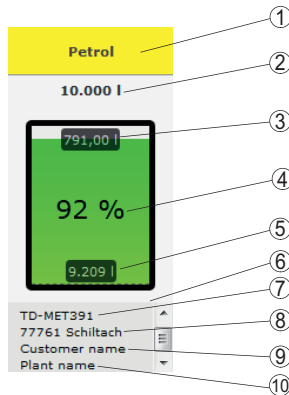 Petrol
10.000 l
791,00 l
92 %
9.209 l
TD-MET391
77761 Schiltach
Customer name
Plant name
1
2
3
4
5
6
7
8
9
10